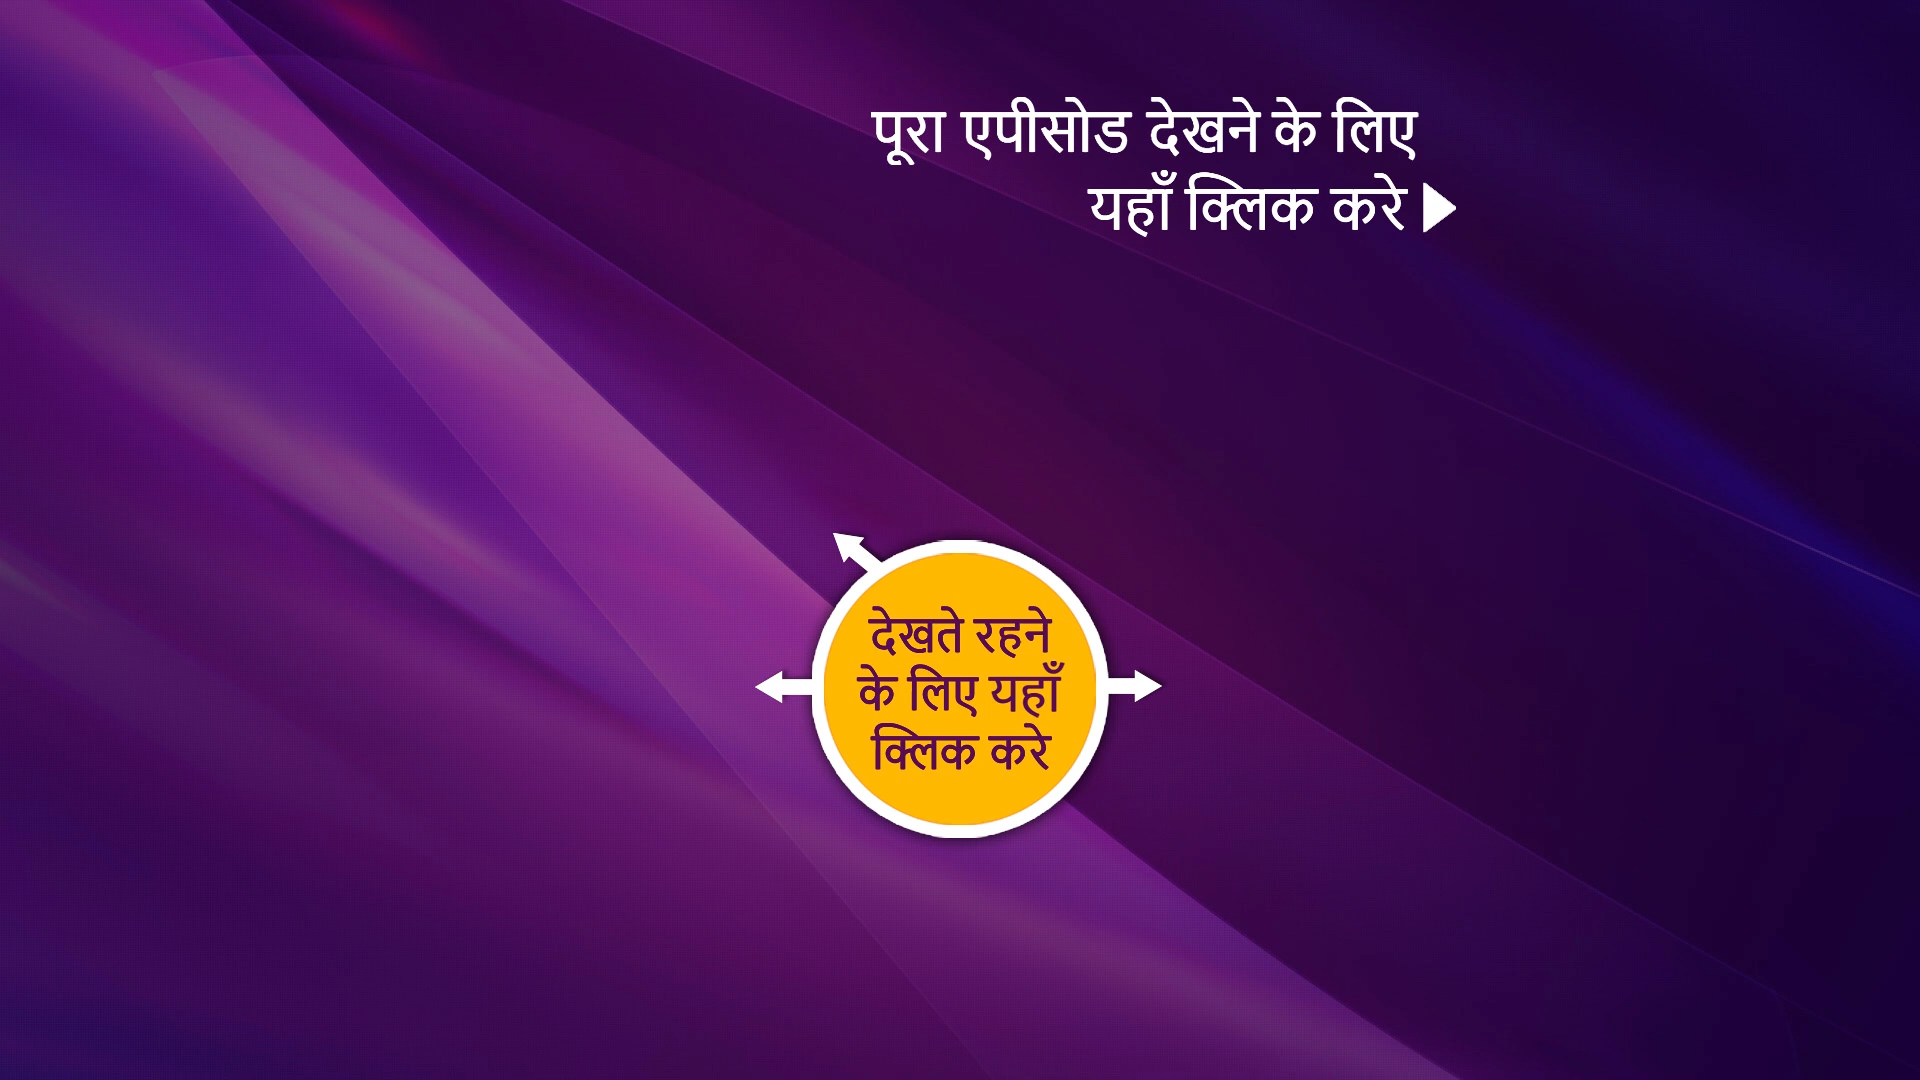 पूरा एपीसोड देखने के लिए
यहाँ क्लिक करे
देखते रहने
के लिए यहाँ
क्लिक करे